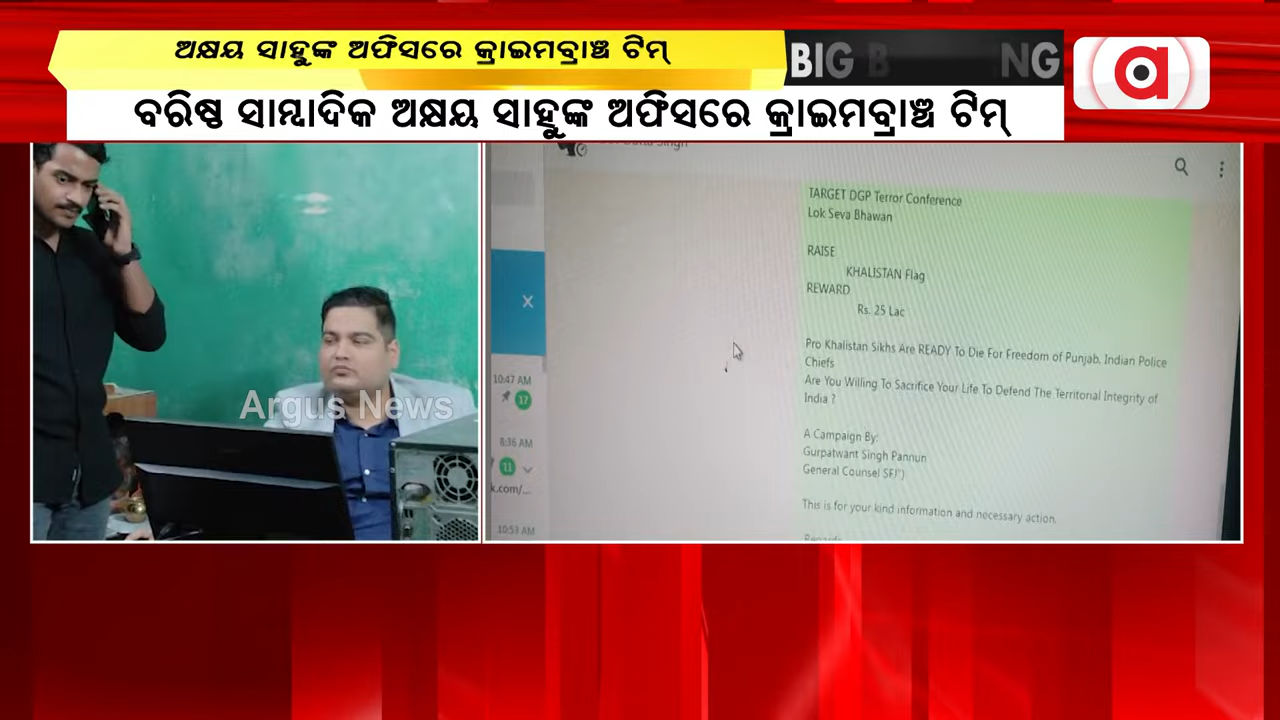 ଅକ୍ଷୟ ସାହୁଙ୍କ ଅଫିସରେ କ୍ରାଇମବ୍ରାଞ୍ଚ ଟିମ୍
BIG B NG
a
ବରିଷ୍ଠ ସାମ୍ବାଦିକ ଅକ୍ଷୟ ସାହୁଙ୍କ ଅଫିସରେ କ୍ରାଇମବ୍ରାଞ୍ଚ ଟିମ୍
Argus News
Singh
TARGET DGP Terror Conference
Lok Seva Bhawan
RAISE
KHALISTAN Flag
REWARD
Rs. 25 Lac
Pro Khalistan Sikhs Are READY To Die For Freedom of Punjab, Indian Police
Chiefs
Are You Willing To Sacrifice Your Life To Defend The Territorial Integrity of
India ?
A Campaign By:
Gurpatwant Singh Pannun
General Counsel SFJ")
This is for your kind information and necessary action.
Regards
10:47 AM
17
8:36 AM
11
k.com/...
10:53 AM